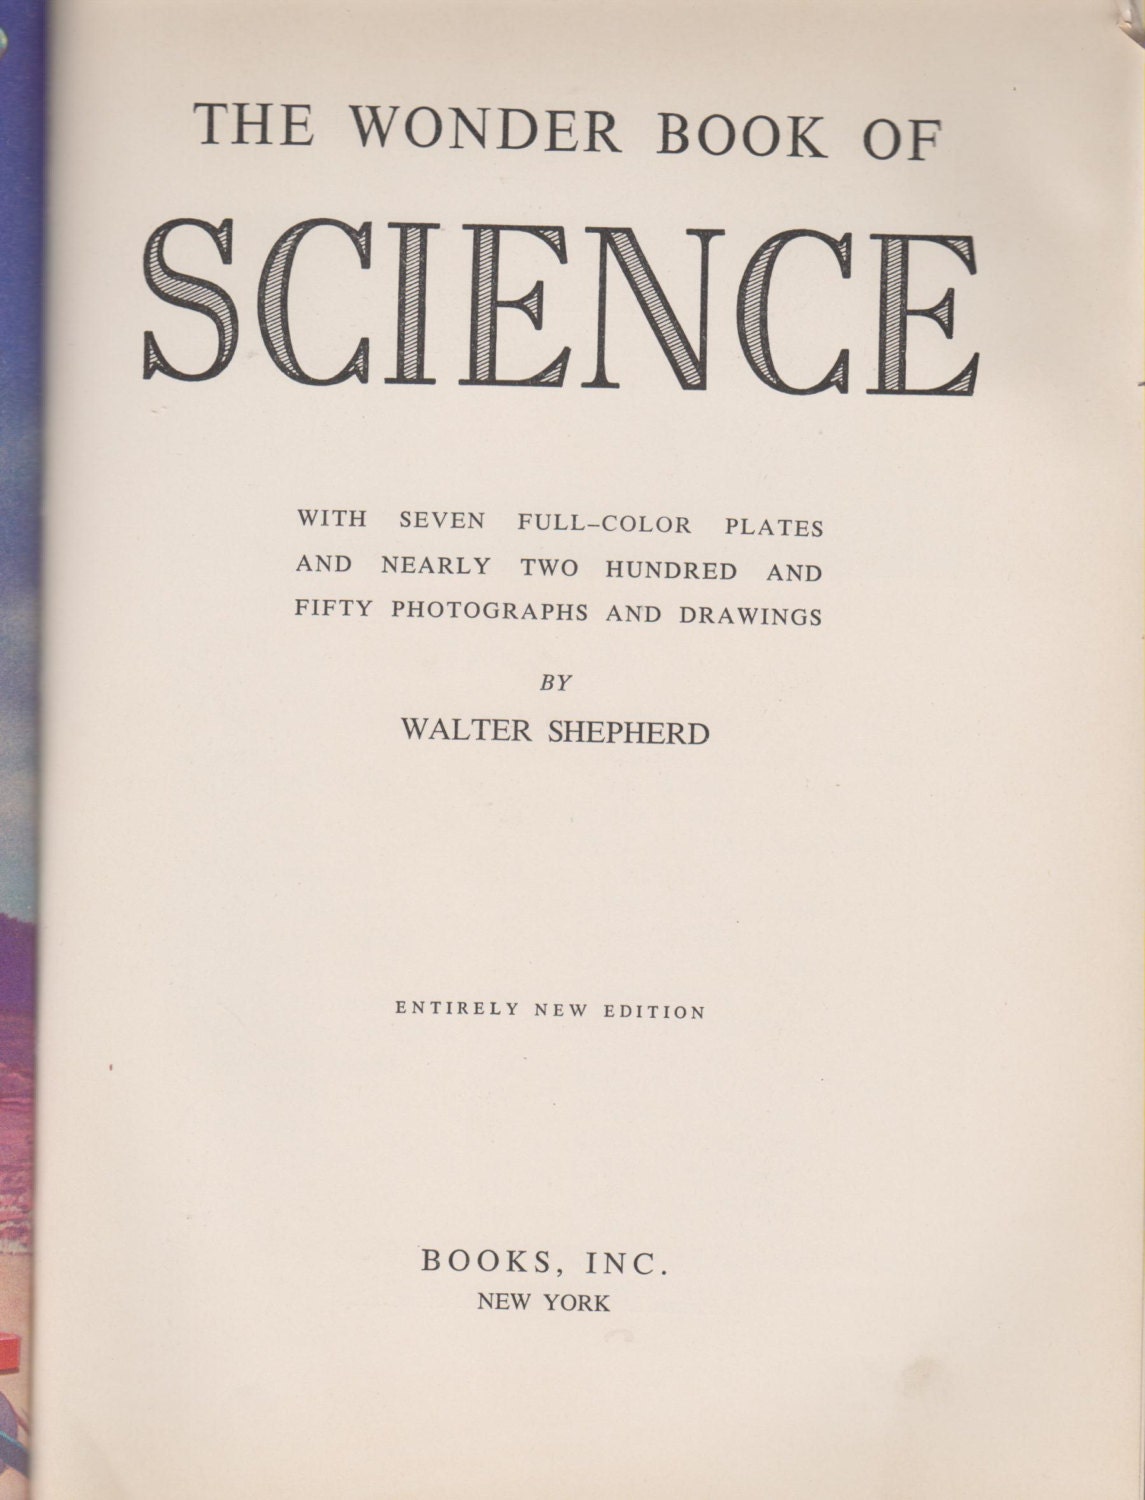 THE WONDER BOOK OF
SCIENCE
WITH SEVEN FULL–COLOR PLATES
AND NEARLY TWO HUNDRED AND
FIFTY PHOTOGRAPHS AND DRAWINGS
BY
WALTER SHEPHERD
ENTIRELY NEW EDITION
BOOKS, INC.
NEW YORK